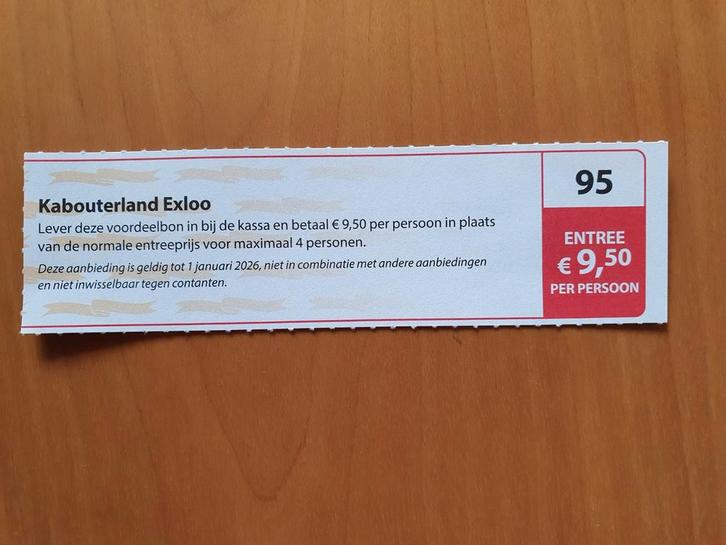 Kabouterland Exloo
Lever deze voordeelbon in bij de kassa en betaal € 9,50 per persoon in plaats
van de normale entreeprijs voor maximaal 4 personen.
Deze aanbieding is geldig tot 1 januari 2026, niet in combinatie met andere aanbiedingen
en niet inwisselbaar tegen contanten.
95
ENTREE
€ 9,50
PER PERSOON